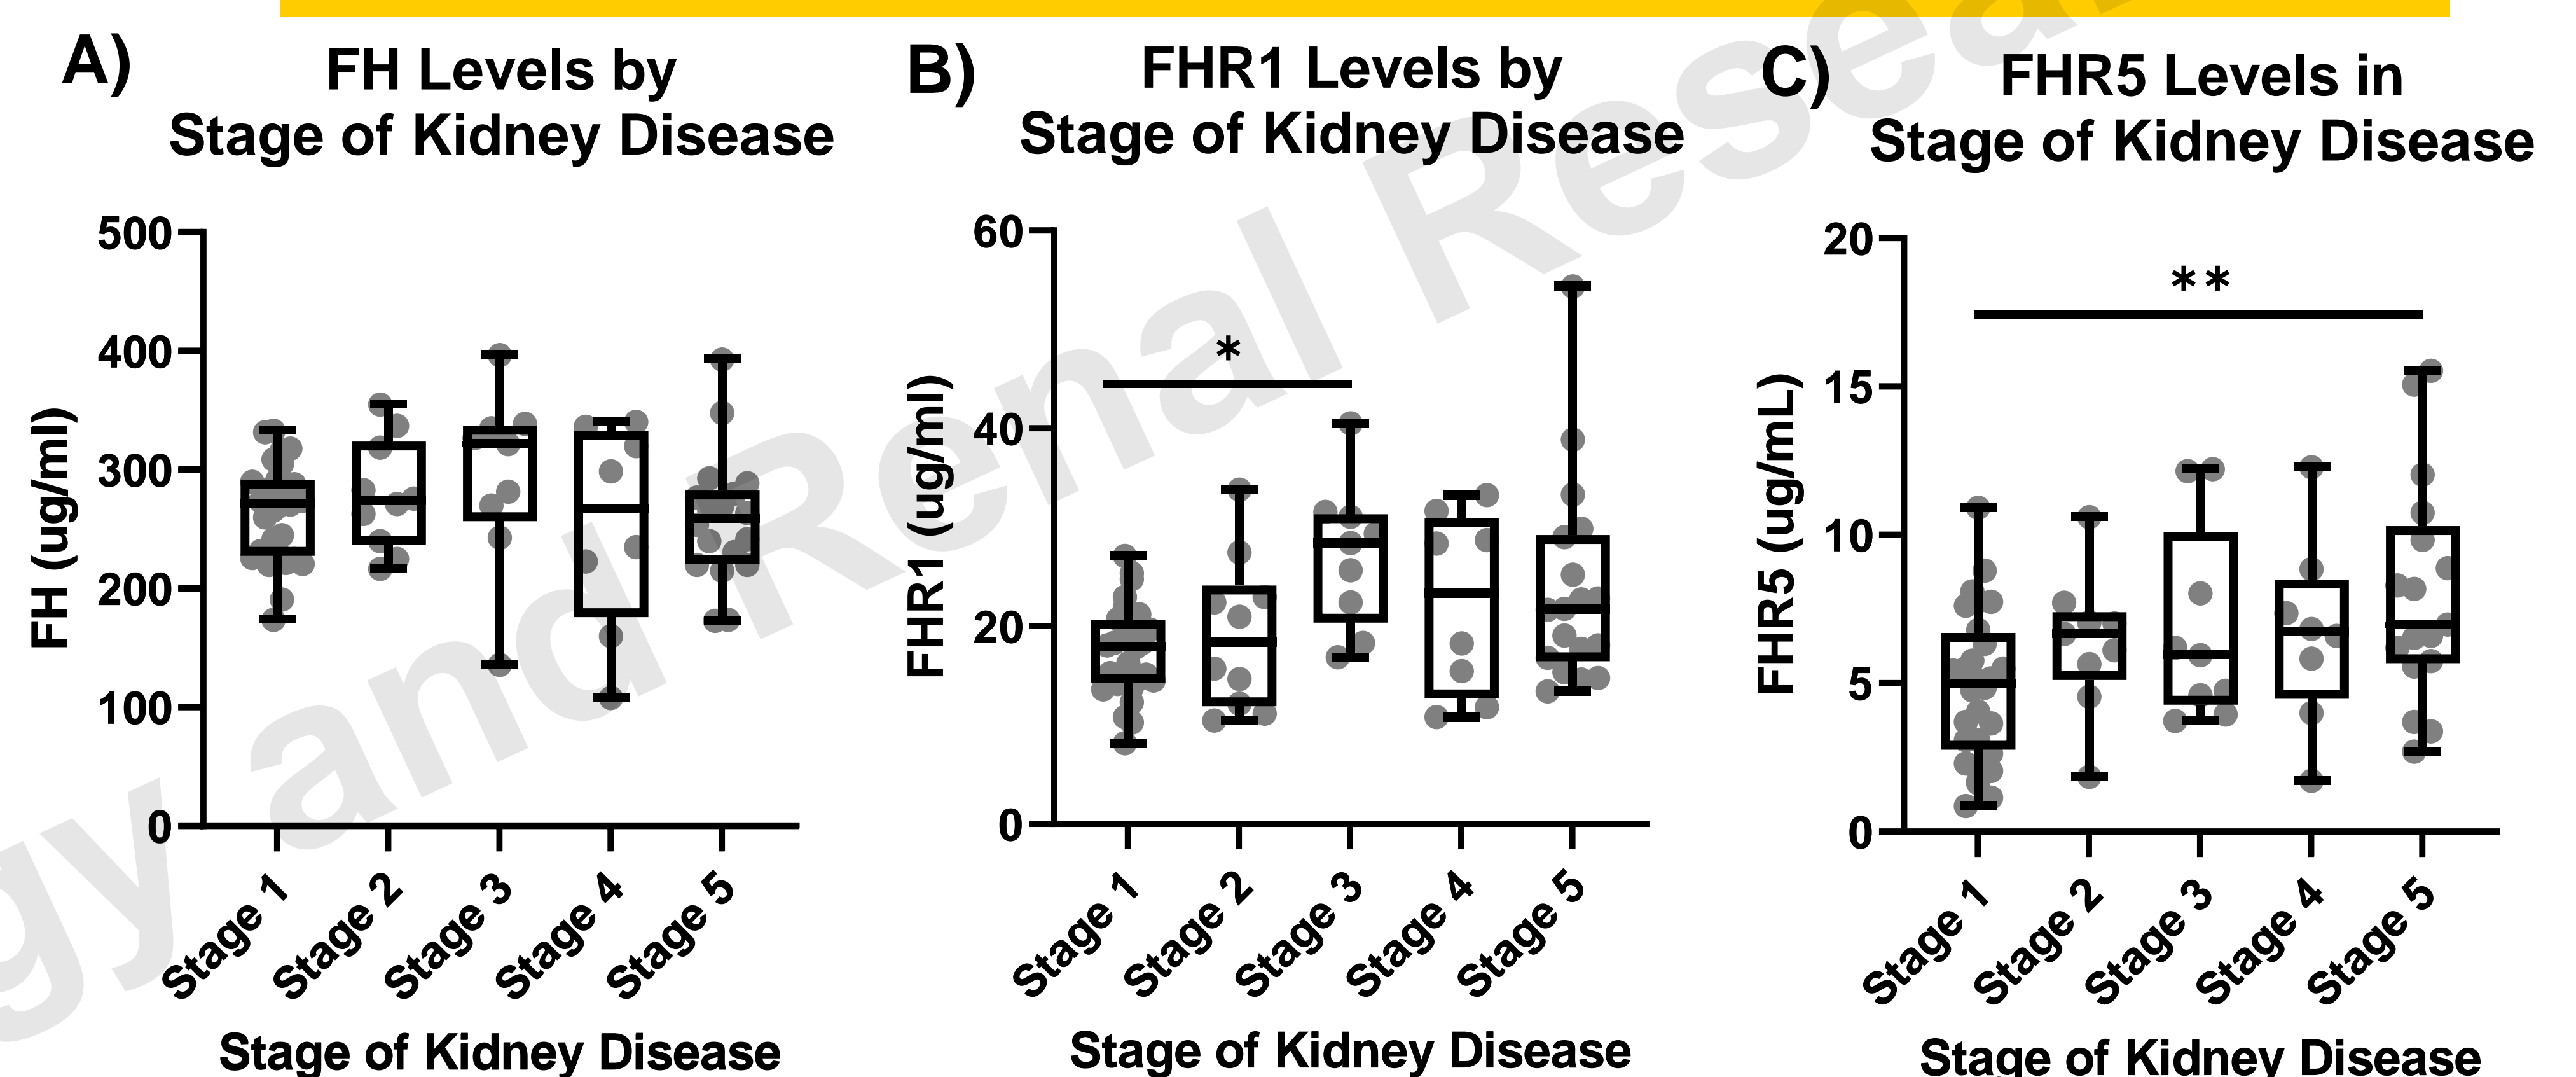 A)
FH Levels by
Stage of Kidney Disease
FH (ug/ml)
500
400
300
200
100
0
Stage 1
Stage 2
Stage 3
Stage 4
Stage 5
Stage of Kidney Disease
B)
FHR1 Levels by
Stage of Kidney Disease
FHR1 (ug/ml)
60
40
20
0
*
Stage 1
Stage 2
Stage 3
Stage 4
Stage 5
Stage of Kidney Disease
C)
FHR5 Levels in
Stage of Kidney Disease
FHR5 (ug/mL)
20
15
10
5
0
**
Stage 1
Stage 2
Stage 3
Stage 4
Stage 5
Stage of Kidney Disease
gy and Renal Resea